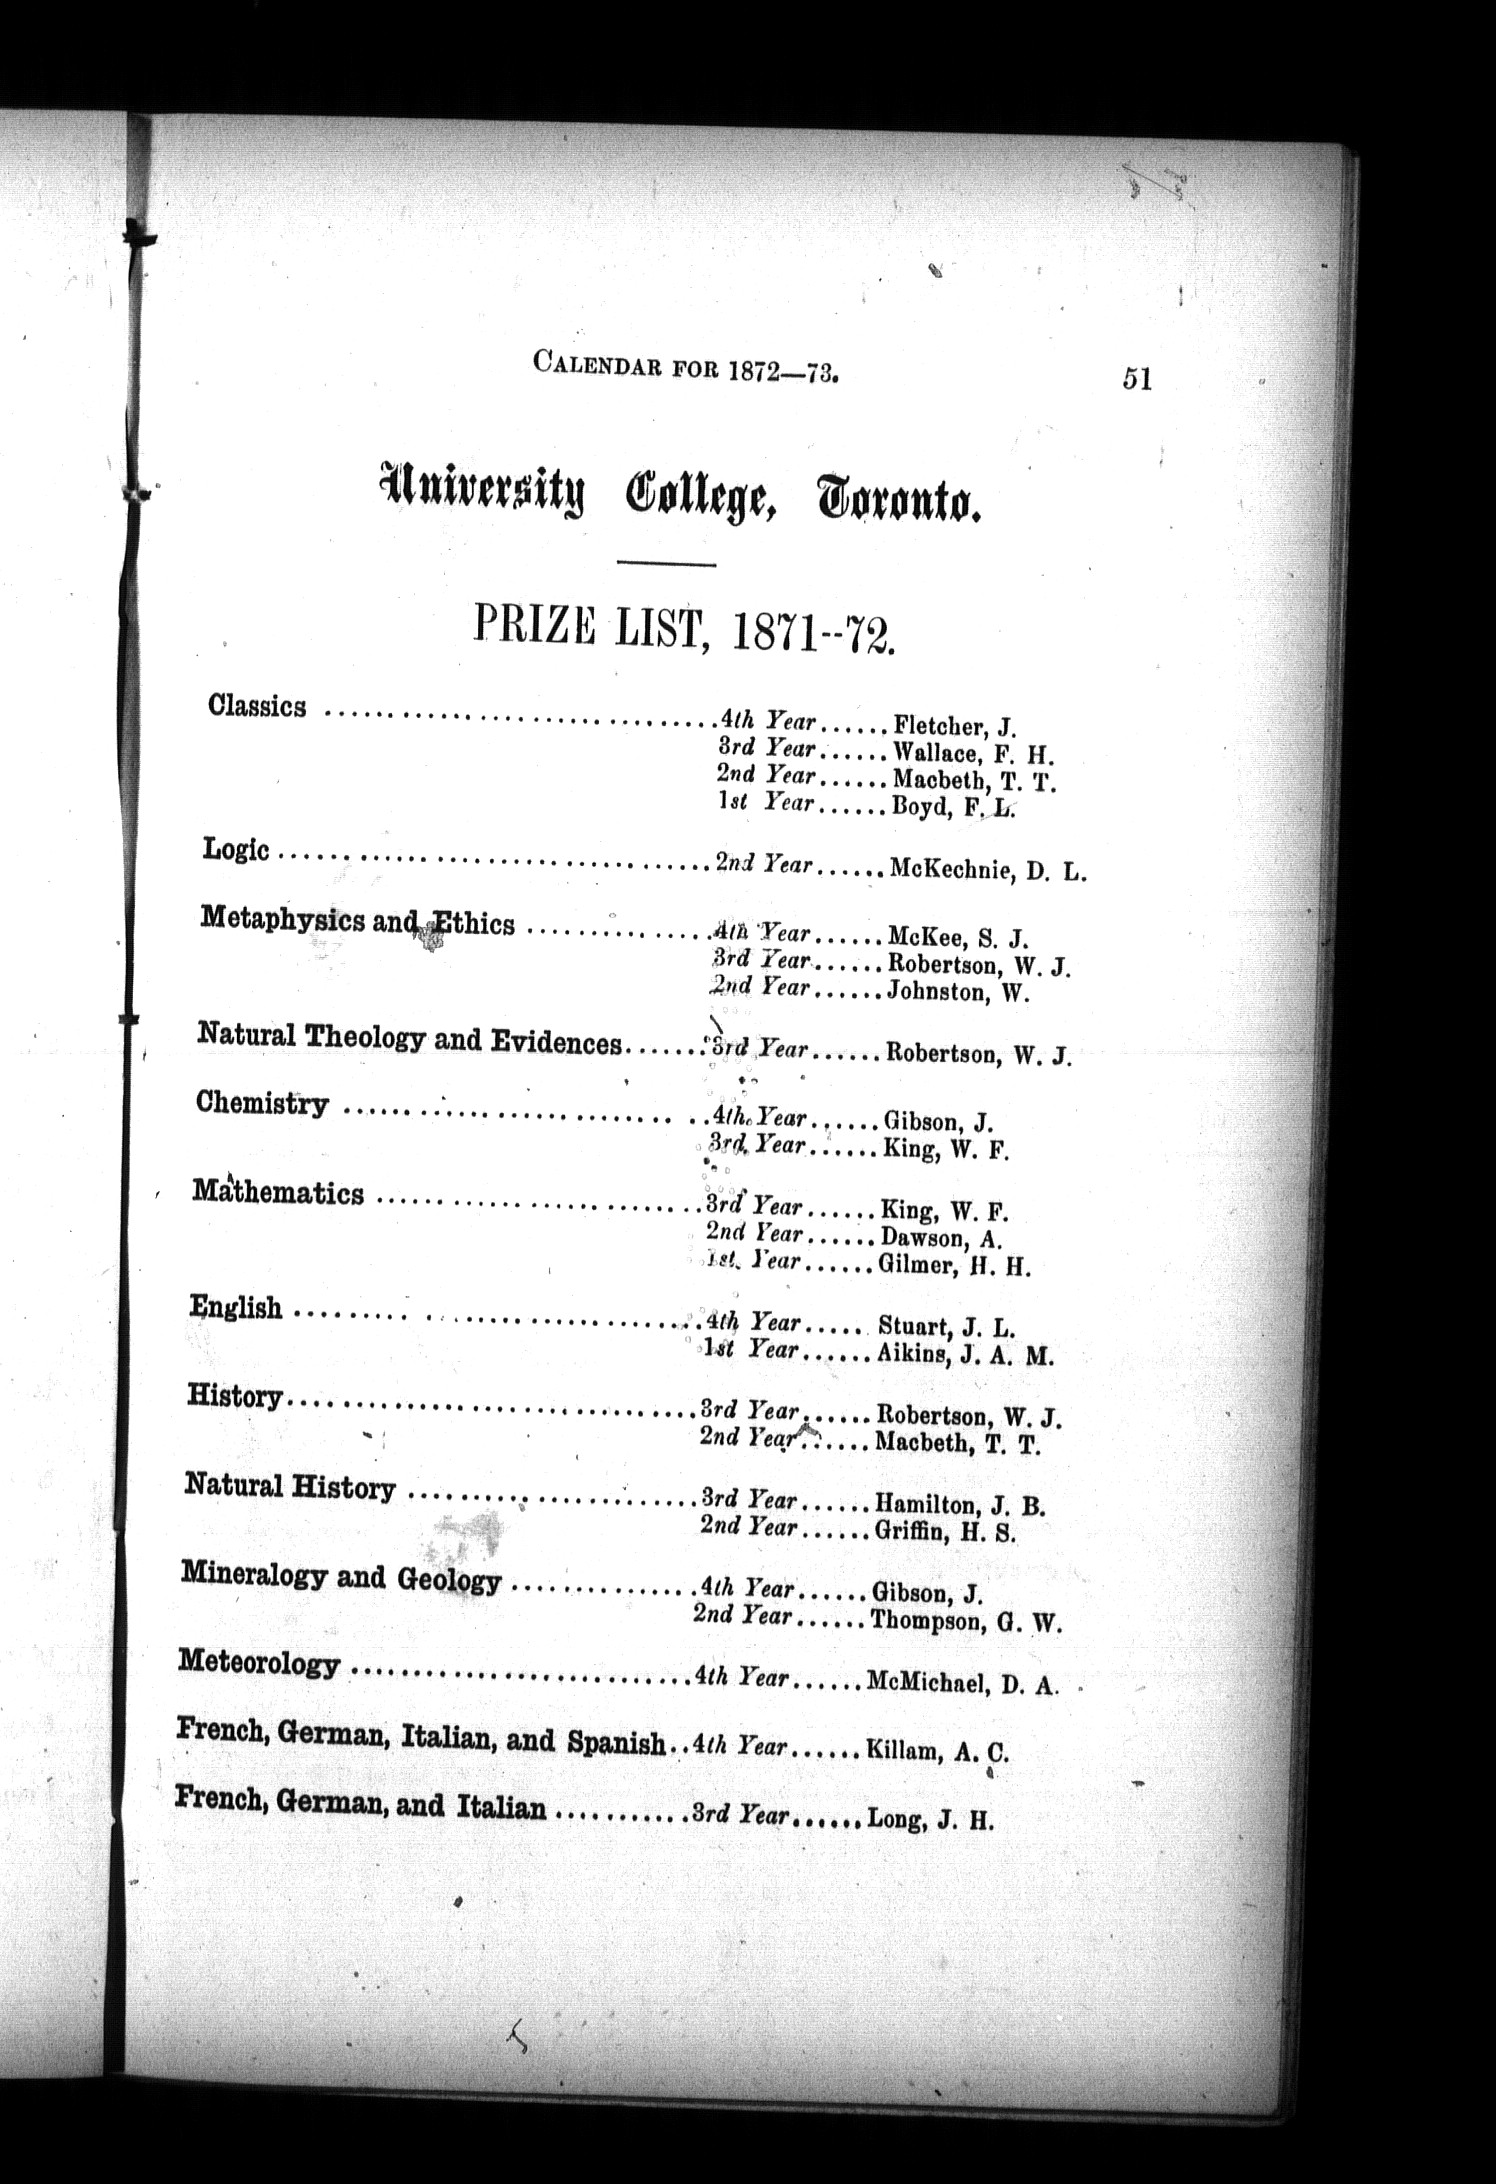 CALENDAR FOR 1872—73. 51
University College, Toronto.
PRIZE LIST, 1871--72.
Classics ................................4th Year......Fletcher, J.
3rd Year......Wallace, F. H.
2nd Year......Macbeth, T. T.
1st Year......Boyd, F. L.
Logic..................................2nd Year......McKechnie, D. L.
Metaphysics and Ethics ...............4th Year......McKee, S. J.
3rd Year......Robertson, W. J.
2nd Year......Johnston, W.
Natural Theology and Evidences.......3rd Year......Robertson, W. J.
Chemistry ............................4th Year......Gibson, J.
3rd Year......King, W. F.
Mathematics ..........................3rd Year......King, W. F.
2nd Year......Dawson, A.
1st Year......Gilmer, H. H.
English ................................4th Year..... Stuart, J. L.
1st Year......Aikins, J. A. M.
History.................................3rd Year......Robertson, W. J.
2nd Year......Macbeth, T. T.
Natural History .......................3rd Year......Hamilton, J. B.
2nd Year......Griffin, H. S.
Mineralogy and Geology ...............4th Year......Gibson, J.
2nd Year......Thompson, G. W.
Meteorology ...........................4th Year......McMichael, D. A.
French, German, Italian, and Spanish..4th Year......Killam, A. C.
French, German, and Italian ...........3rd Year......Long, J. H.